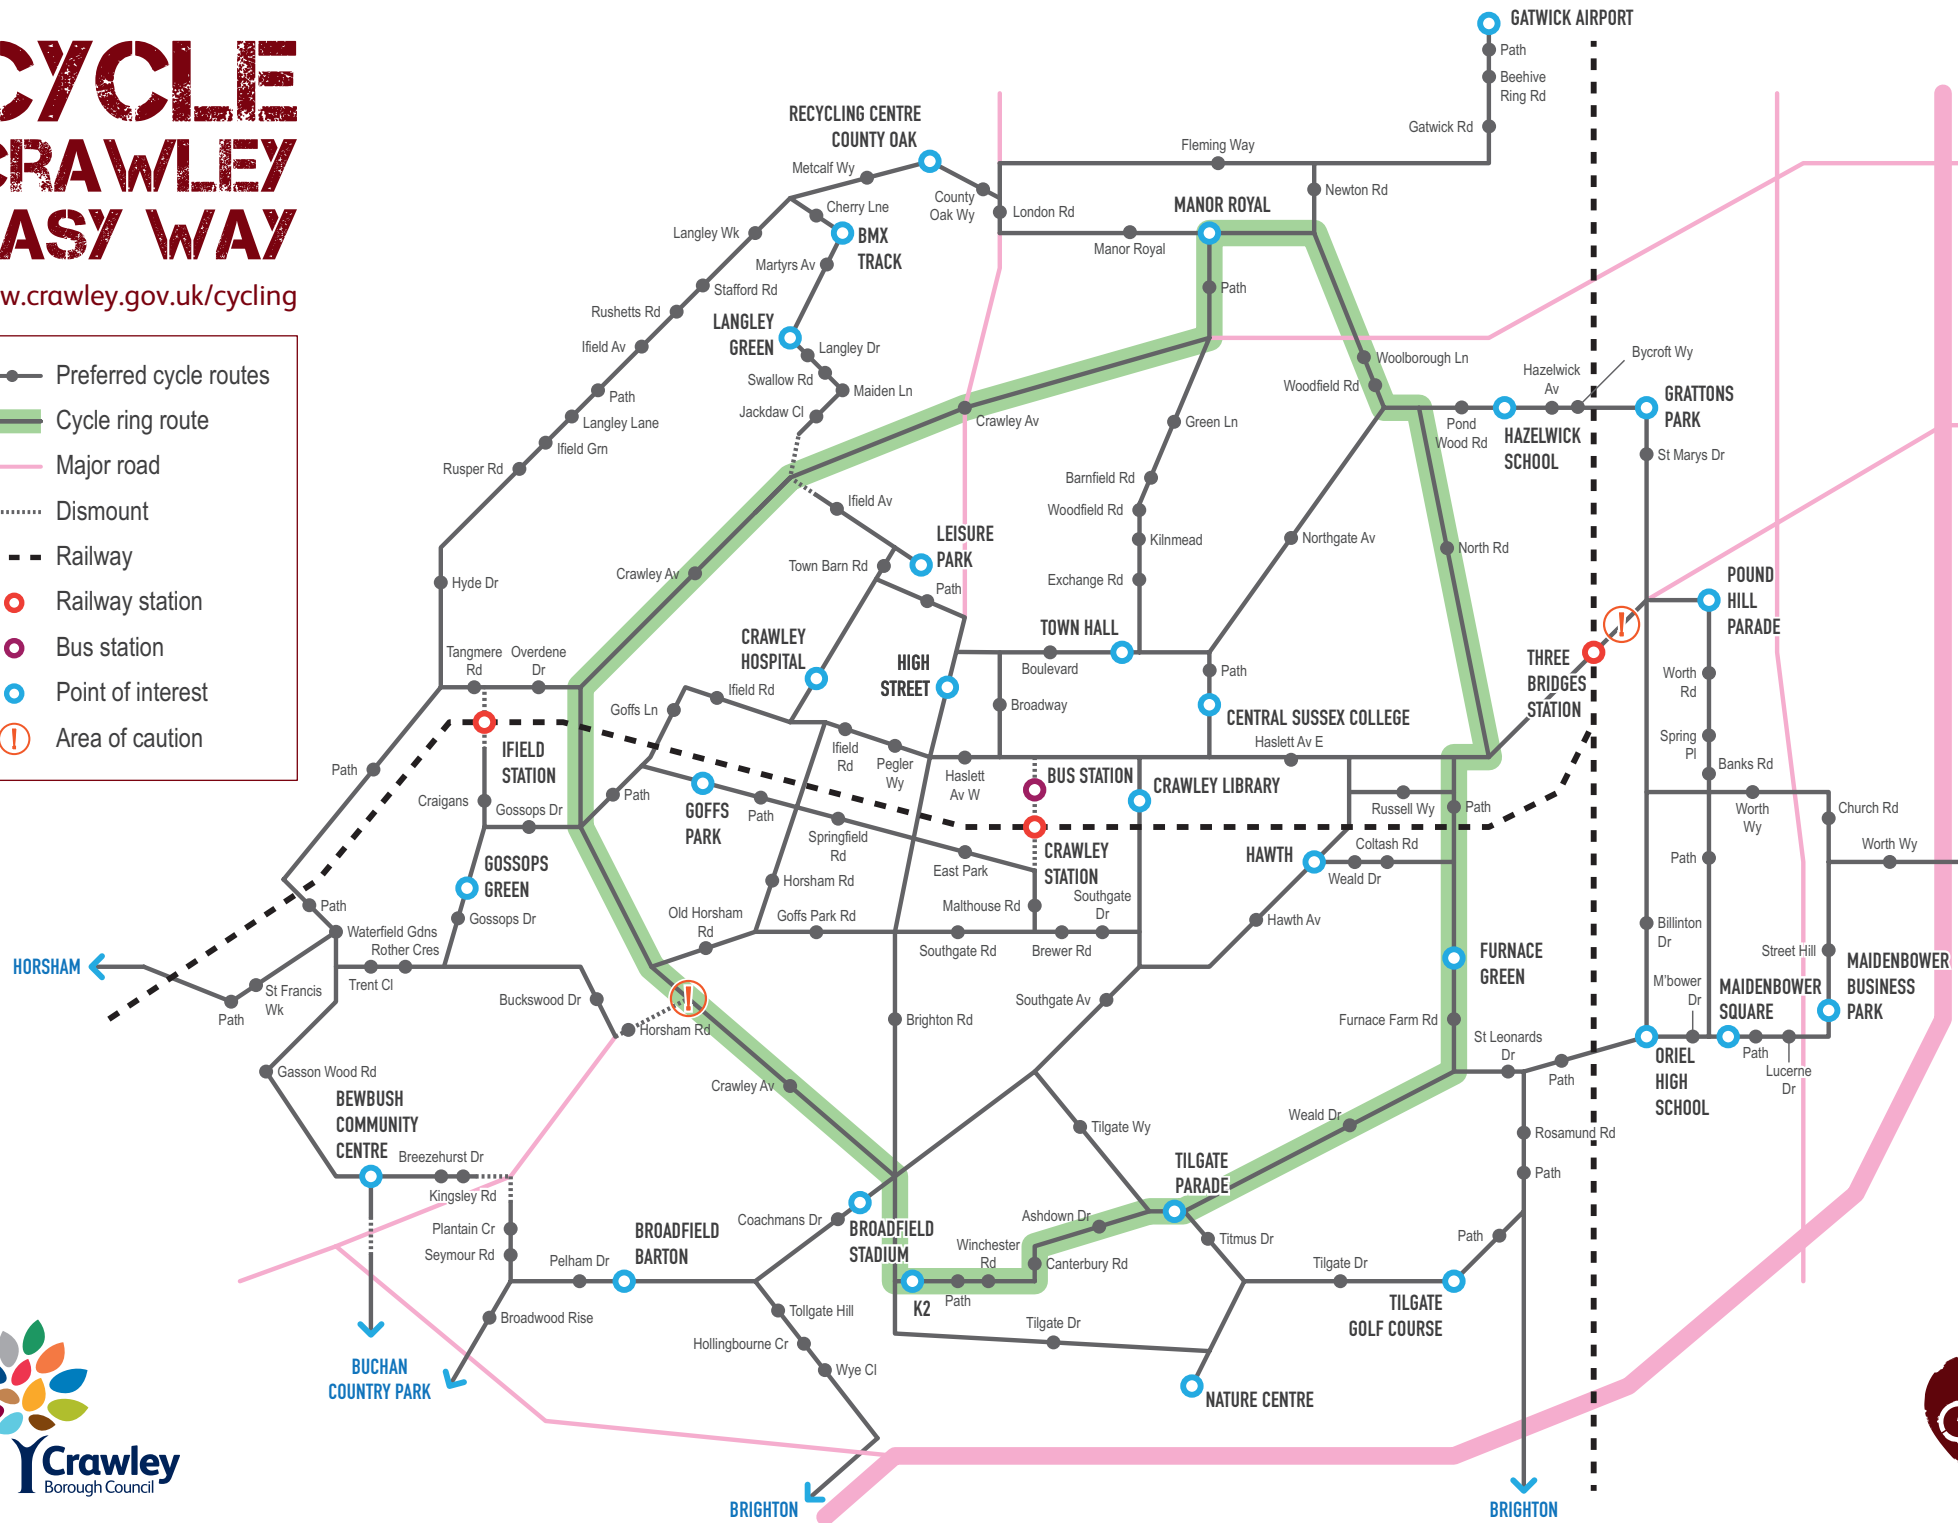 CYCLE
CRAWLEY
EASY WAY
w.crawley.gov.uk/cycling
Preferred cycle routes
Cycle ring route
Major road
Dismount
Railway
Railway station
Bus station
Point of interest
Area of caution
GATWICK AIRPORT
Path
Beehive
Ring Rd
Gatwick Rd
RECYCLING CENTRE
COUNTY OAK
Metcalf Wy
Fleming Way
County
Oak Wy
London Rd
Newton Rd
MANOR ROYAL
Manor Royal
Path
Cherry Lne
BMX
TRACK
Langley Wk
Martyrs Av
Stafford Rd
Rushetts Rd
LANGLEY
GREEN
Langley Dr
Ifield Av
Swallow Rd
Maiden Ln
Path
Jackdaw Cl
Langley Lane
Ifield Grn
Rusper Rd
Crawley Av
Green Ln
Woolborough Ln
Woodfield Rd
Bycroft Wy
Hazelwick
Av
GRATTONS
PARK
Pond
Wood Rd
HAZELWICK
SCHOOL
St Marys Dr
Barnfield Rd
Woodfield Rd
Kilnmead
Exchange Rd
Northgate Av
North Rd
Ifield Av
LEISURE
PARK
Town Barn Rd
Path
Crawley Av
Hyde Dr
POUND
HILL
PARADE
TOWN HALL
Boulevard
Path
CRAWLEY
HOSPITAL
HIGH
STREET
Tangmere
Rd
Overdene
Dr
Ifield Rd
Goffs Ln
Broadway
CENTRAL SUSSEX COLLEGE
THREE
BRIDGES
STATION
Worth
Rd
Spring
Pl
Banks Rd
IFIELD
STATION
Ifield
Rd
Pegler
Wy
Haslett
Av W
Haslett Av E
BUS STATION
CRAWLEY LIBRARY
Path
Craigans
Gossops Dr
Path
GOFFS
PARK
Path
Springfield
Rd
Russell Wy
Path
Worth
Wy
Church Rd
Worth Wy
GOSSOPS
GREEN
East Park
CRAWLEY
STATION
HAWTH
Coltash Rd
Weald Dr
Path
Path
Horsham Rd
Malthouse Rd
Southgate
Dr
Gossops Dr
Old Horsham
Rd
Goffs Park Rd
Southgate Rd
Brewer Rd
Hawth Av
Billinton
Dr
Waterfield Gdns
Rother Cres
Trent Cl
HORSHAM
St Francis
Wk
Path
Buckswood Dr
Horsham Rd
FURNACE
GREEN
Street Hill
MAIDENBOWER
BUSINESS
PARK
M'bower
Dr
MAIDENBOWER
SQUARE
Southgate Av
Brighton Rd
Furnace Farm Rd
St Leonards
Dr
Path
ORIEL
HIGH
SCHOOL
Path
Lucerne
Dr
Gasson Wood Rd
Crawley Av
BEWBUSH
COMMUNITY
CENTRE
Breezehurst Dr
Kingsley Rd
Tilgate Wy
Weald Dr
Rosamund Rd
Path
TILGATE
PARADE
Plantain Cr
Seymour Rd
Pelham Dr
BROADFIELD
BARTON
Coachmans Dr
BROADFIELD
STADIUM
Ashdown Dr
Winchester
Rd
Canterbury Rd
K2
Path
Titmus Dr
Tilgate Dr
Path
TILGATE
GOLF COURSE
Broadwood Rise
Tollgate Hill
Hollingbourne Cr
Wye Cl
Tilgate Dr
NATURE CENTRE
BUCHAN
COUNTRY PARK
BRIGHTON
BRIGHTON
Crawley
Borough Council